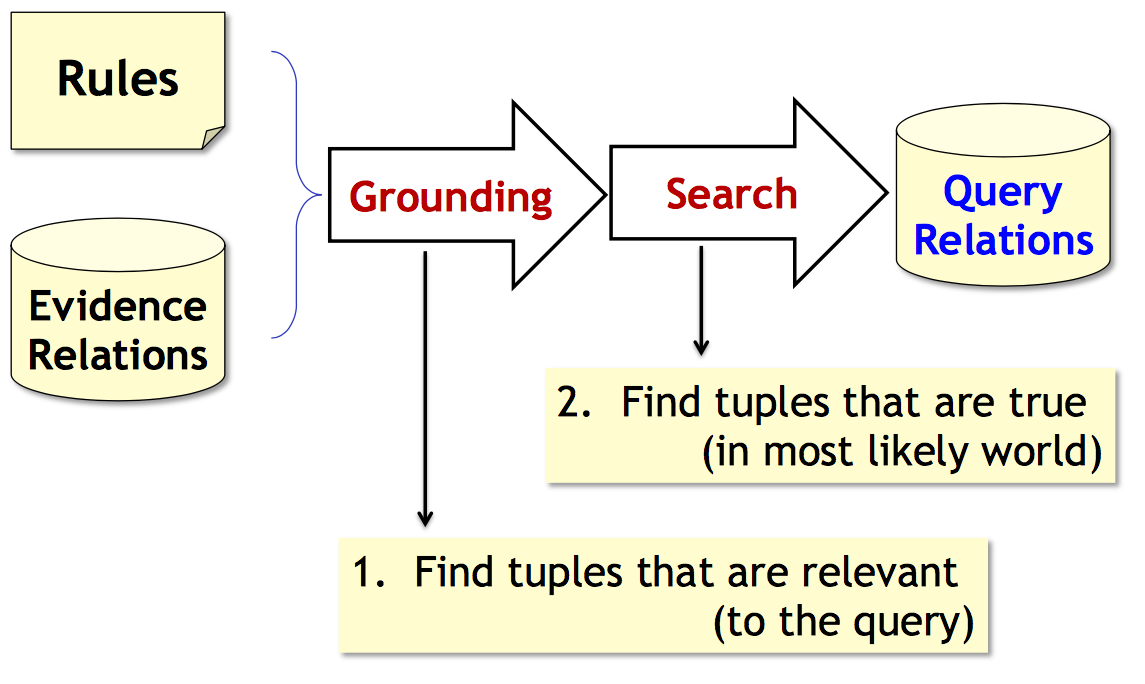 Rules
Evidence
Relations
Grounding
Search
Query
Relations
2. Find tuples that are true
(in most likely world)
1. Find tuples that are relevant
(to the query)